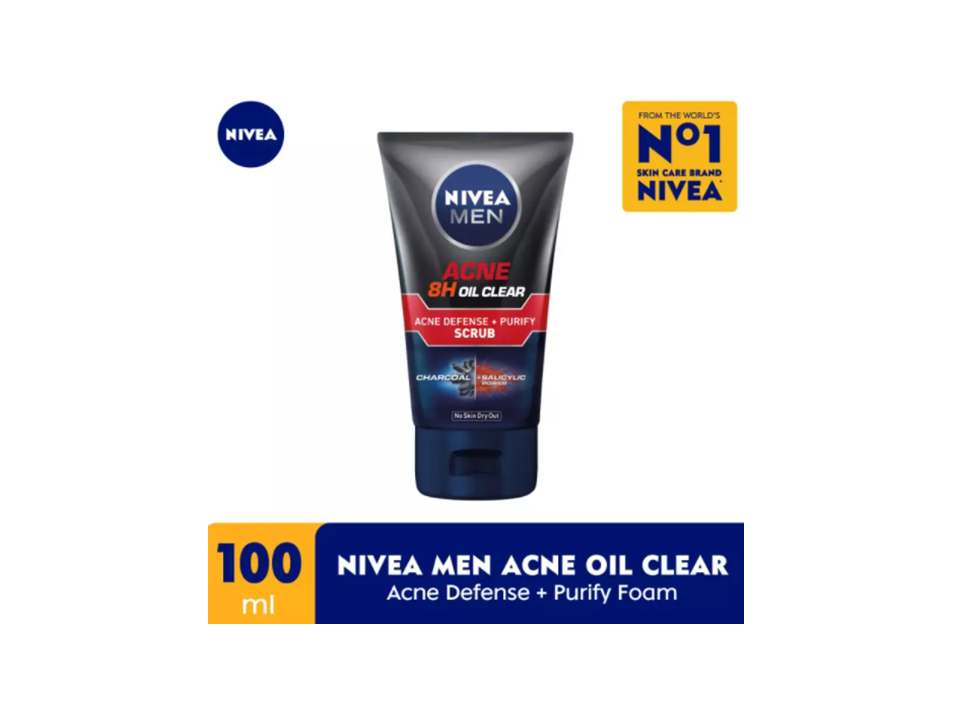 NIVEA
FROM THE WORLD'S
Nº1
SKIN CARE BRAND
NIVEA*
NIVEA
MEN
ACNE
8H OIL CLEAR
ACNE DEFENSE + PURIFY
SCRUB
CHARCOAL + SALICYLIC
POWER
No Skin Dry Out
100
ml
NIVEA MEN ACNE OIL CLEAR
Acne Defense + Purify Foam